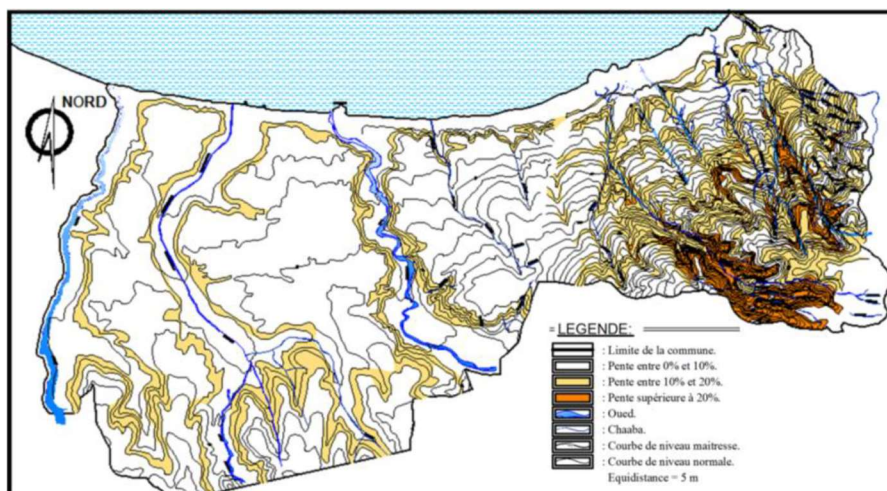 NORD
LEGENDE:
: Limite de la commune.
: Pente entre 0% et 10%.
: Pente entre 10% et 20%.
: Pente supérieure à 20%.
: Oued.
: Chaaba.
: Courbe de niveau maitresse.
: Courbe de niveau normale.
Equidistance = 5 m